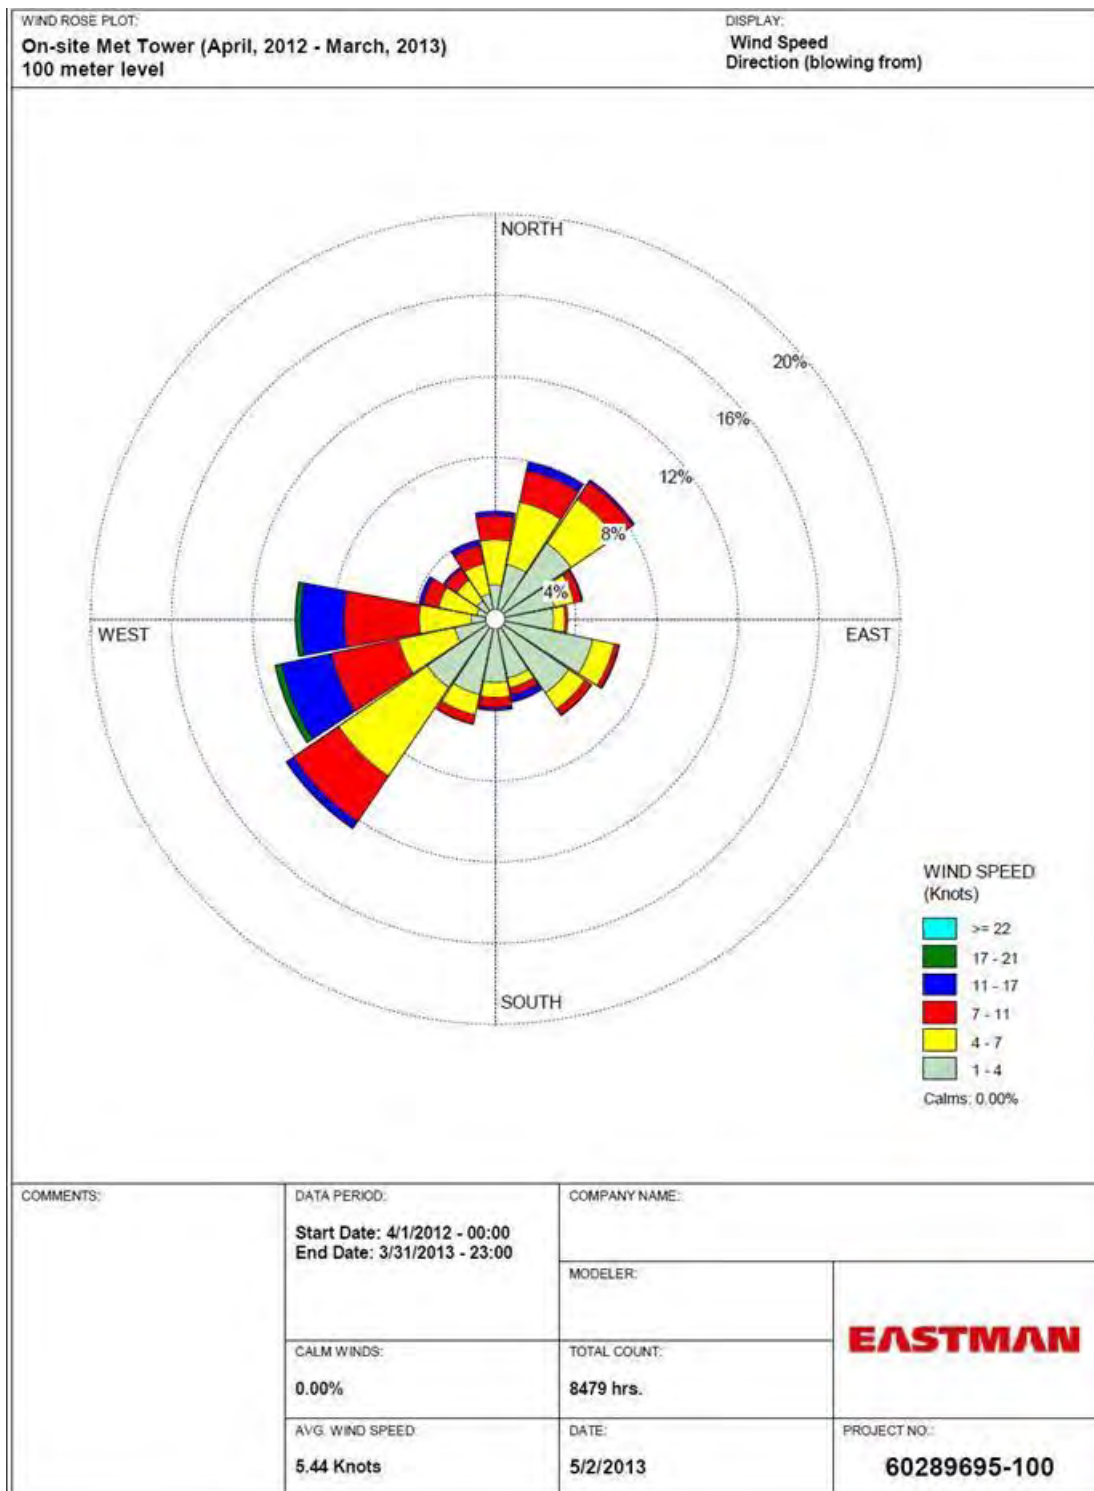 WIND ROSE PLOT:
On-site Met Tower (April, 2012 - March, 2013)
100 meter level
DISPLAY:
Wind Speed
Direction (blowing from)
NORTH
20%
16%
12%
8%
4%
WEST
EAST
SOUTH
WIND SPEED
(Knots)
>= 22
17 - 21
11 - 17
7 - 11
4 - 7
1 - 4
Calms: 0.00%
COMMENTS:
DATA PERIOD:
Start Date: 4/1/2012 - 00:00
End Date: 3/31/2013 - 23:00
COMPANY NAME:
MODELER:
EASTMAN
CALM WINDS:
0.00%
TOTAL COUNT:
8479 hrs.
AVG. WIND SPEED:
5.44 Knots
DATE:
5/2/2013
PROJECT NO.:
60289695-100